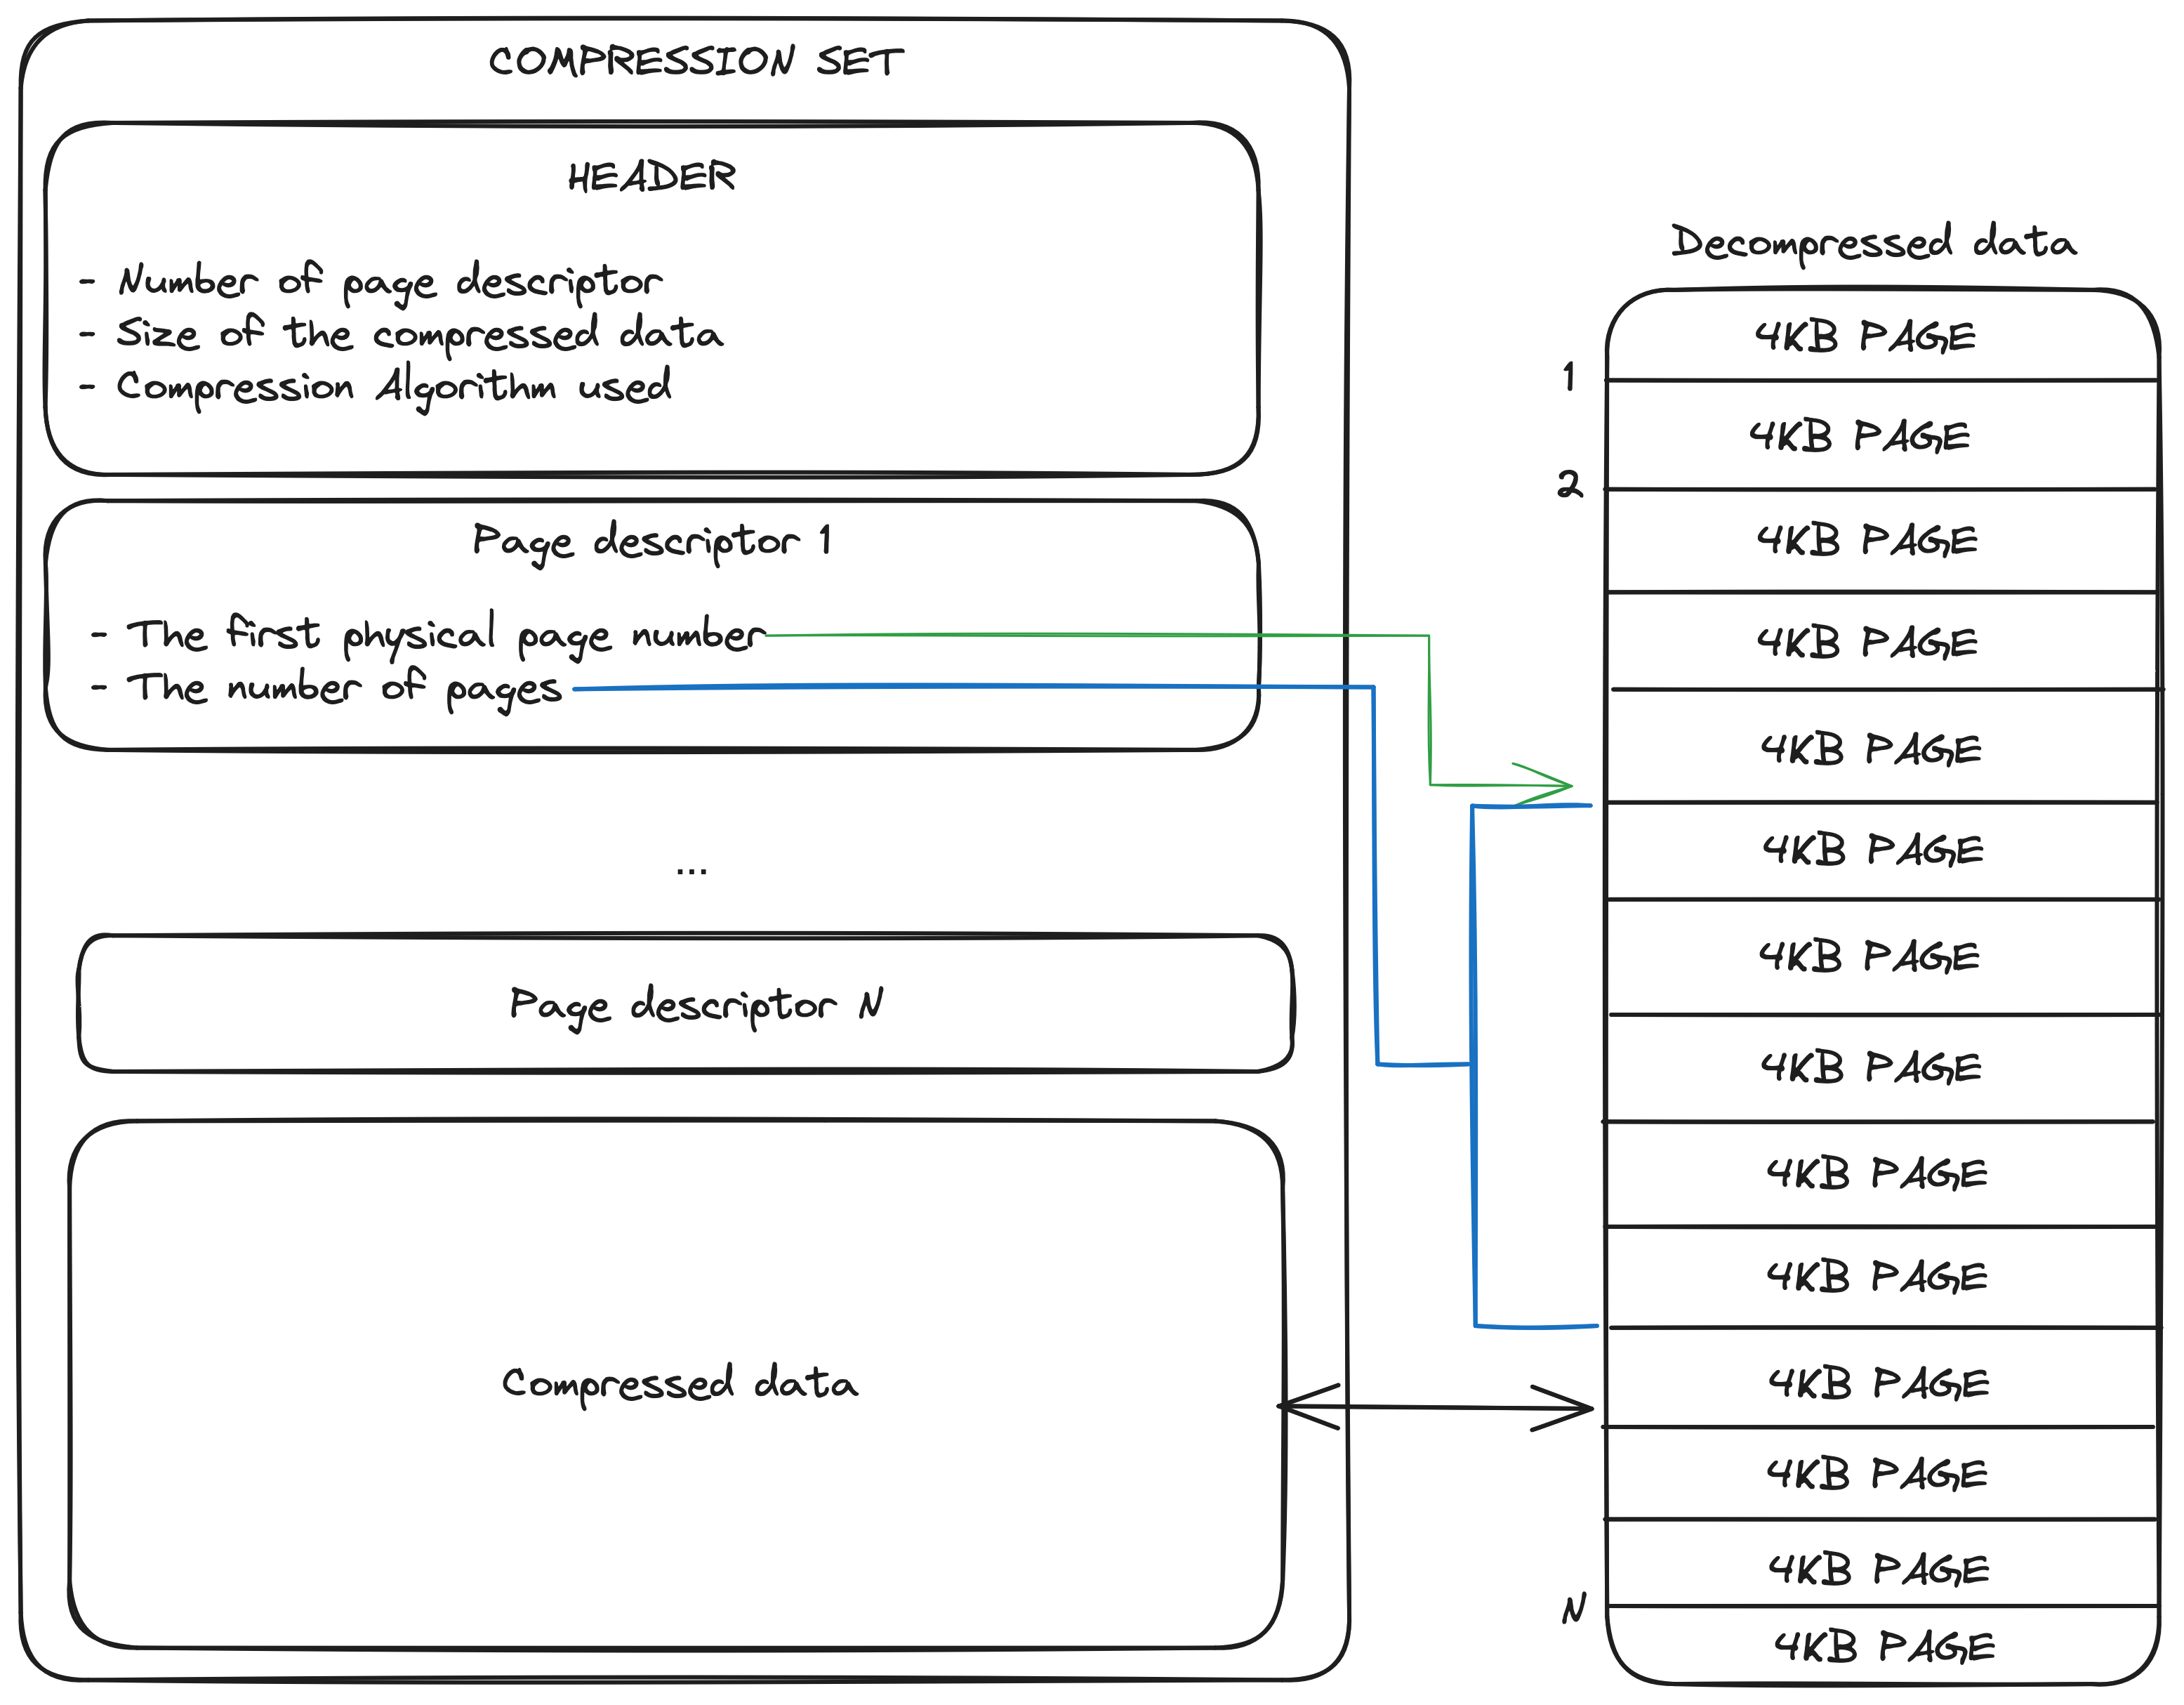 COMPRESSION SET
HEADER
- Number of page descriptor
- Size of the compressed data
- Compression Algorithm used
Page descriptor 1
- The first physical page number
- The number of pages
...
Page descriptor N
Compressed data
Decompressed data
4KB PAGE
1
4KB PAGE
2
4KB PAGE
4KB PAGE
4KB PAGE
4KB PAGE
4KB PAGE
4KB PAGE
4KB PAGE
4KB PAGE
4KB PAGE
4KB PAGE
4KB PAGE
N
4KB PAGE